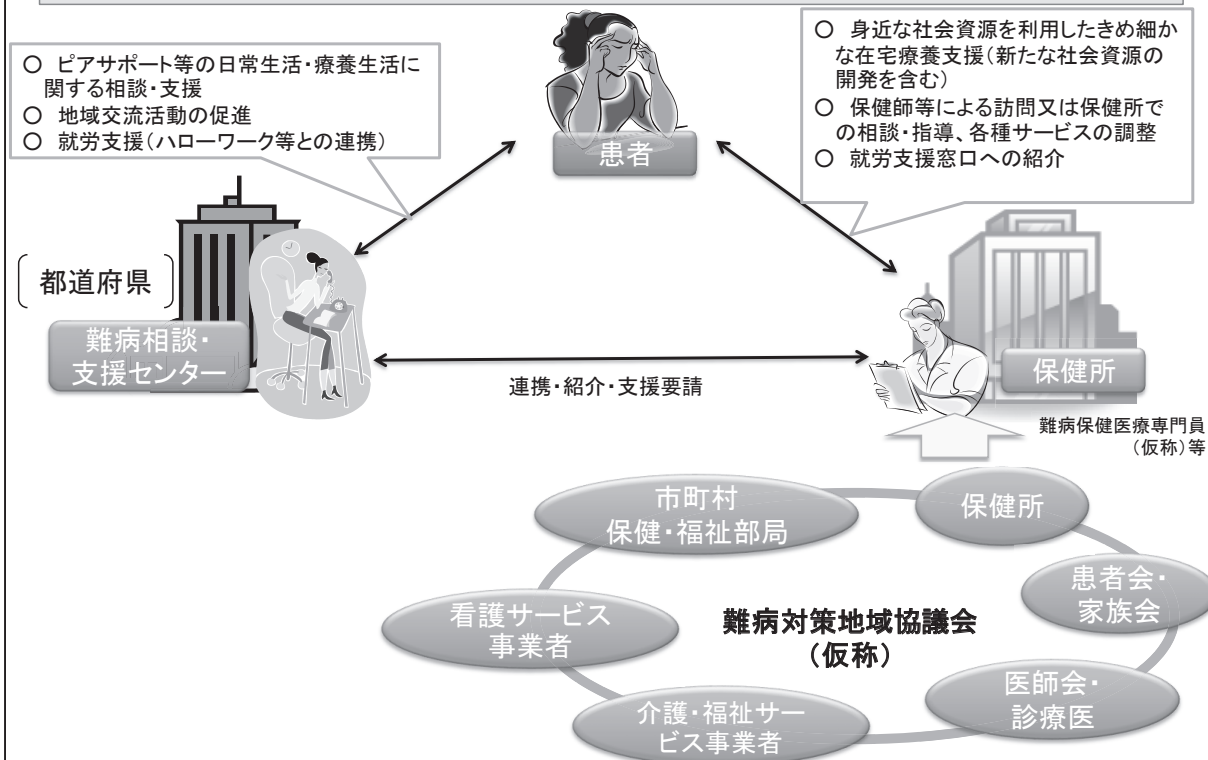 ○ ピアサポート等の日常生活・療養生活に
関する相談・支援
○ 地域交流活動の促進
○ 就労支援(ハローワーク等との連携)
○ 身近な社会資源を利用したきめ細か
な在宅療養支援(新たな社会資源の
開発を含む)
○ 保健師等による訪問又は保健所で
の相談・指導、各種サービスの調整
○ 就労支援窓口への紹介
患者
都道府県
難病相談・
支援センター
連携・紹介・支援要請
保健所
難病保健医療専門員
(仮称)等
市町村
保健・福祉部局
保健所
患者会・
家族会
看護サービス
事業者
難病対策地域協議会
(仮称)
医師会・
診療医
介護・福祉サー
ビス事業者